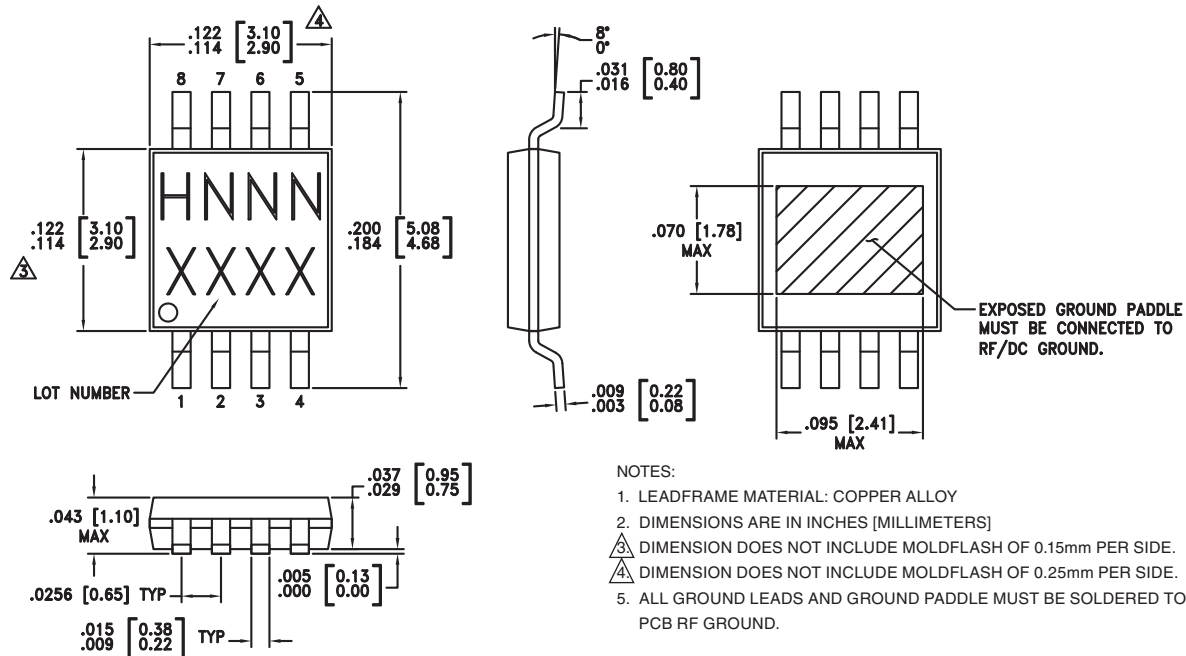 .122 [3.10]
.114 [2.90]
4
8 7 6 5
HNNN
XXXX
.122 [3.10]
.114 [2.90]
3
.200 [5.08]
.184 [4.68]
LOT NUMBER
1 2 3 4
8°
0°
.031 [0.80]
.016 [0.40]
.009 [0.22]
.003 [0.08]
.070 [1.78]
MAX
EXPOSED GROUND PADDLE
MUST BE CONNECTED TO
RF/DC GROUND.
.095 [2.41]
MAX
.043 [1.10]
MAX
.037 [0.95]
.029 [0.75]
.0256 [0.65] TYP
.005 [0.13]
.000 [0.00]
.015 [0.38]
.009 [0.22] TYP
NOTES:
1. LEADFRAME MATERIAL: COPPER ALLOY
2. DIMENSIONS ARE IN INCHES [MILLIMETERS]
3. DIMENSION DOES NOT INCLUDE MOLDFLASH OF 0.15mm PER SIDE.
4. DIMENSION DOES NOT INCLUDE MOLDFLASH OF 0.25mm PER SIDE.
5. ALL GROUND LEADS AND GROUND PADDLE MUST BE SOLDERED TO
PCB RF GROUND.